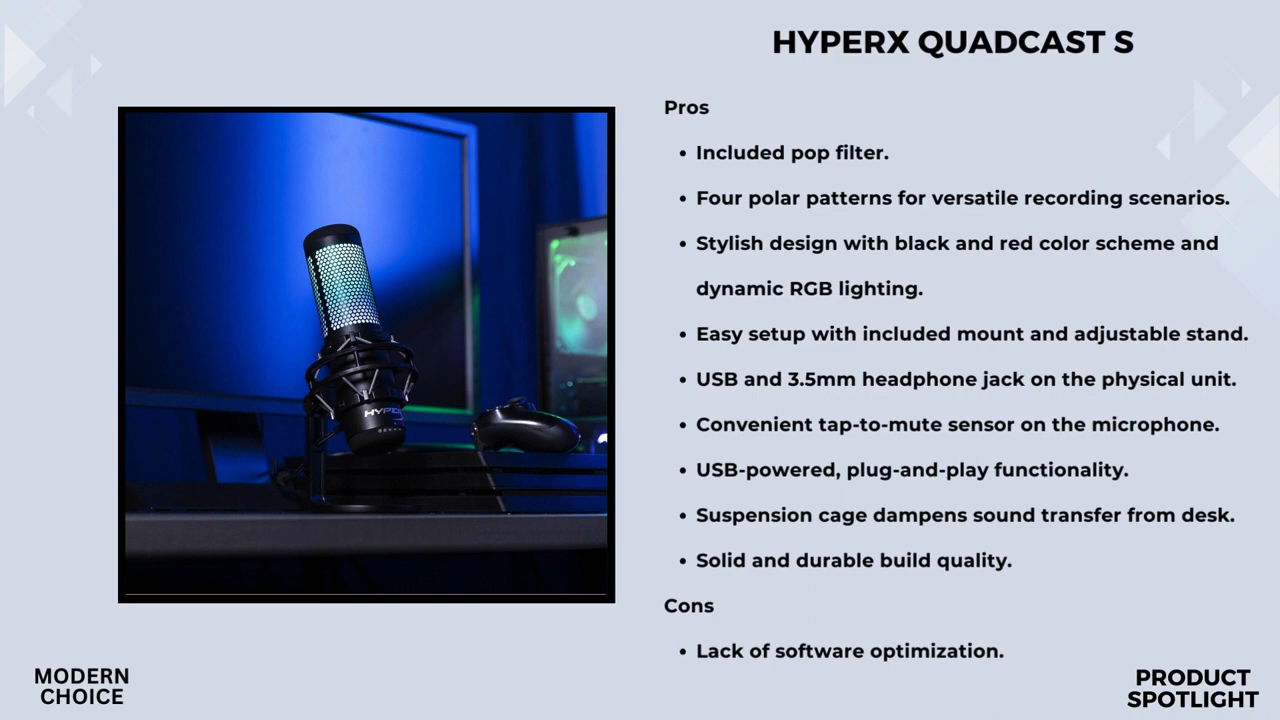 HYPERX QUADCAST S
Pros
• Included pop filter.
• Four polar patterns for versatile recording scenarios.
• Stylish design with black and red color scheme and
dynamic RGB lighting.
• Easy setup with included mount and adjustable stand.
• USB and 3.5mm headphone jack on the physical unit.
• Convenient tap-to-mute sensor on the microphone.
• USB-powered, plug-and-play functionality.
• Suspension cage dampens sound transfer from desk.
• Solid and durable build quality.
Cons
• Lack of software optimization.
MODERN
CHOICE
PRODUCT
SPOTLIGHT